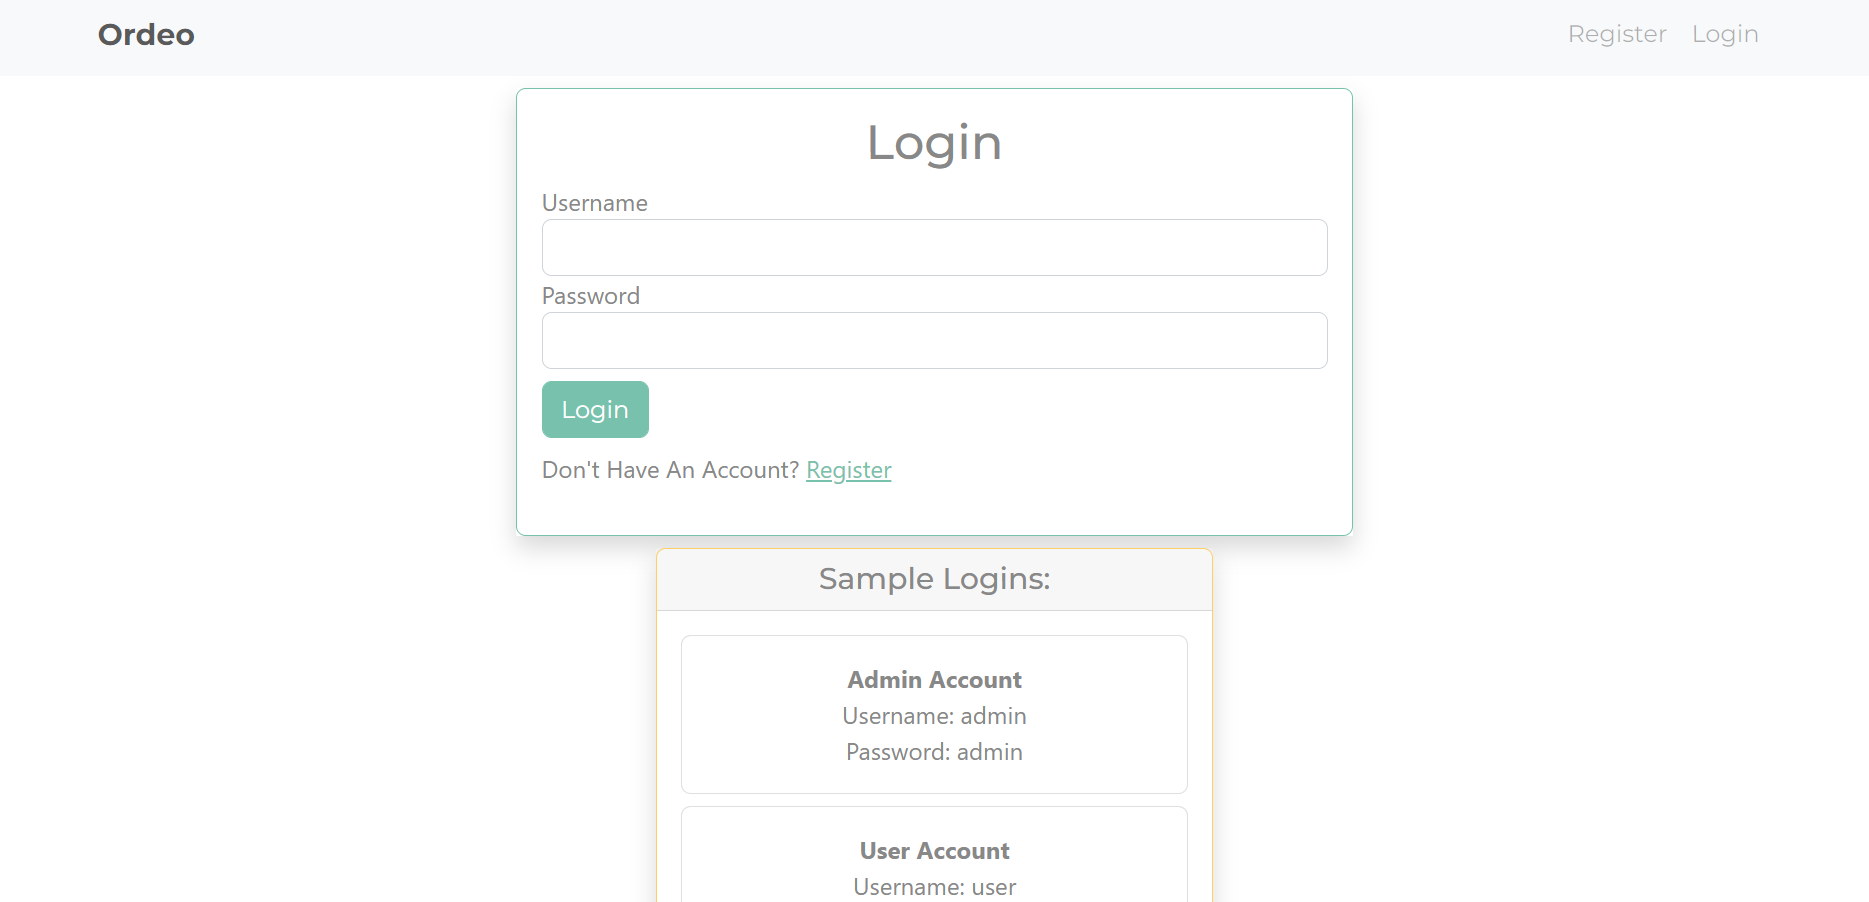 Ordeo
Register Login
Login
Username
Password
Login
Don't Have An Account? Register
Sample Logins:
Admin Account
Username: admin
Password: admin
User Account
Username: user